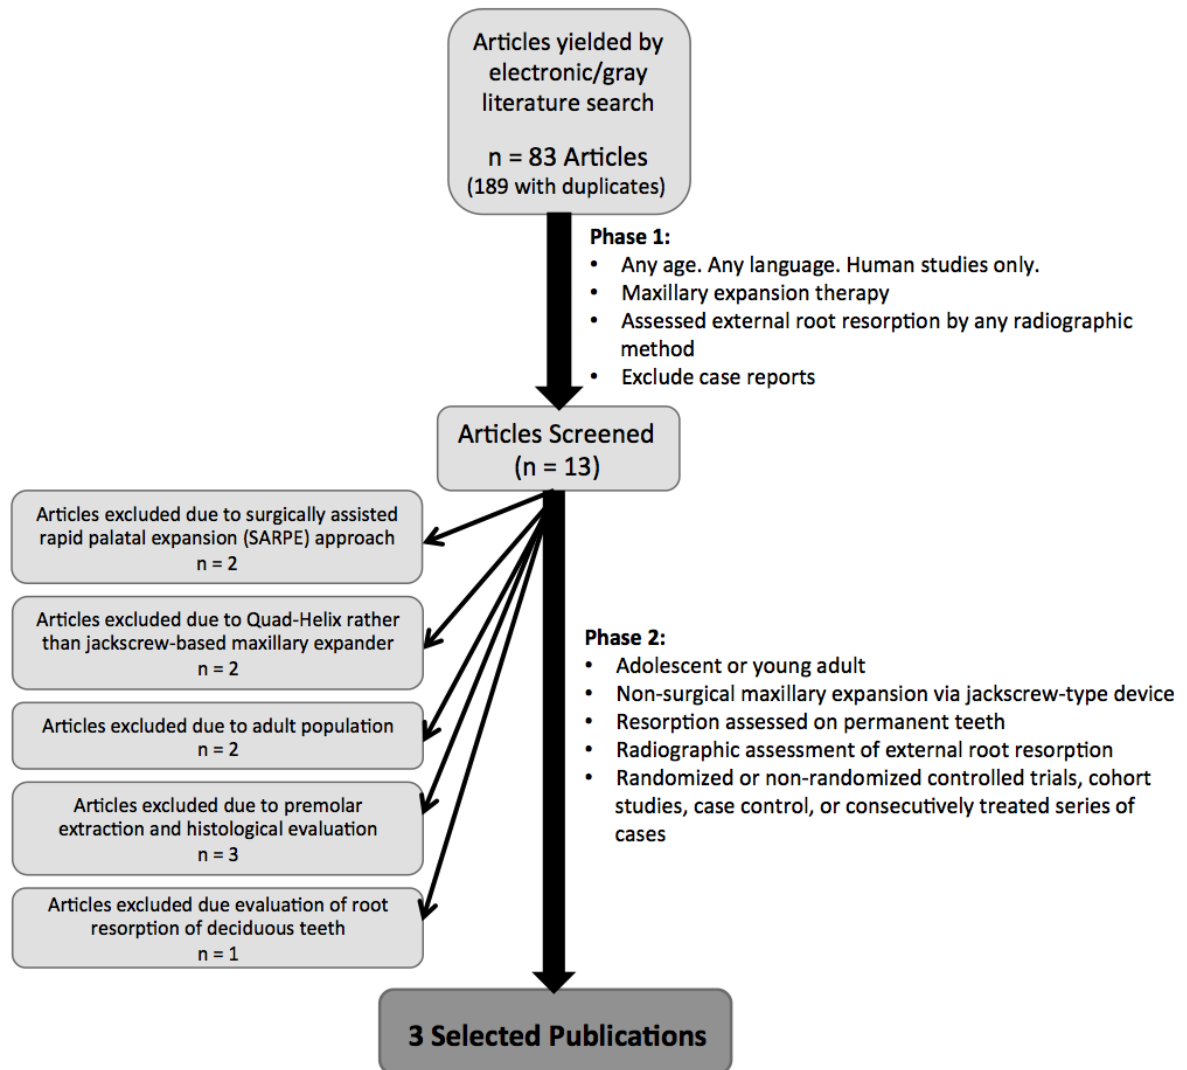 Articles yielded by
electronic/gray
literature search
n = 83 Articles
(189 with duplicates)
Phase 1:
• Any age. Any language. Human studies only.
• Maxillary expansion therapy
• Assessed external root resorption by any radiographic
method
• Exclude case reports
Articles Screened
(n = 13)
Articles excluded due to surgically assisted
rapid palatal expansion (SARPE) approach
n = 2
Articles excluded due to Quad-Helix rather
than jackscrew-based maxillary expander
n = 2
Articles excluded due to adult population
n = 2
Articles excluded due to premolar
extraction and histological evaluation
n = 3
Articles excluded due evaluation of root
resorption of deciduous teeth
n = 1
Phase 2:
• Adolescent or young adult
• Non-surgical maxillary expansion via jackscrew-type device
• Resorption assessed on permanent teeth
• Radiographic assessment of external root resorption
• Randomized or non-randomized controlled trials, cohort
studies, case control, or consecutively treated series of
cases
3 Selected Publications